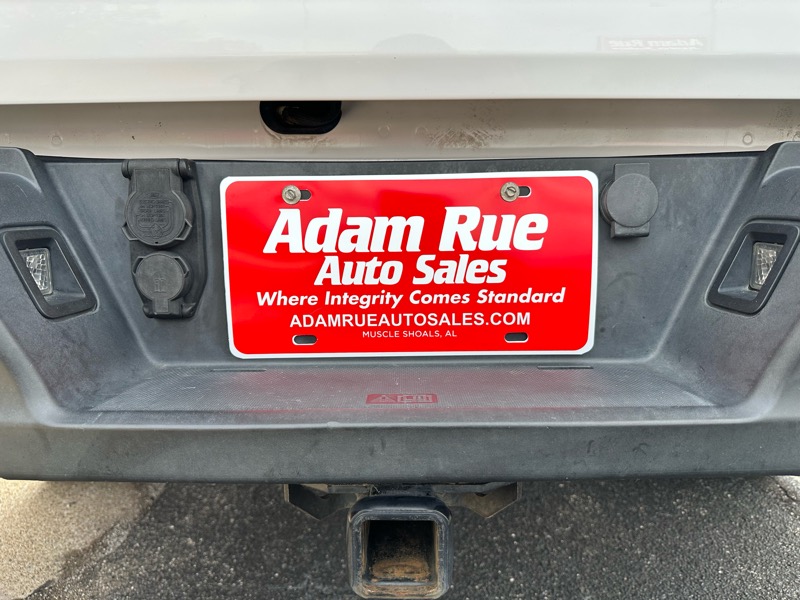 Adam Rue
Auto Sales
Where Integrity Comes Standard
ADAMRUEAUTOSALES.COM
MUSCLE SHOALS, AL